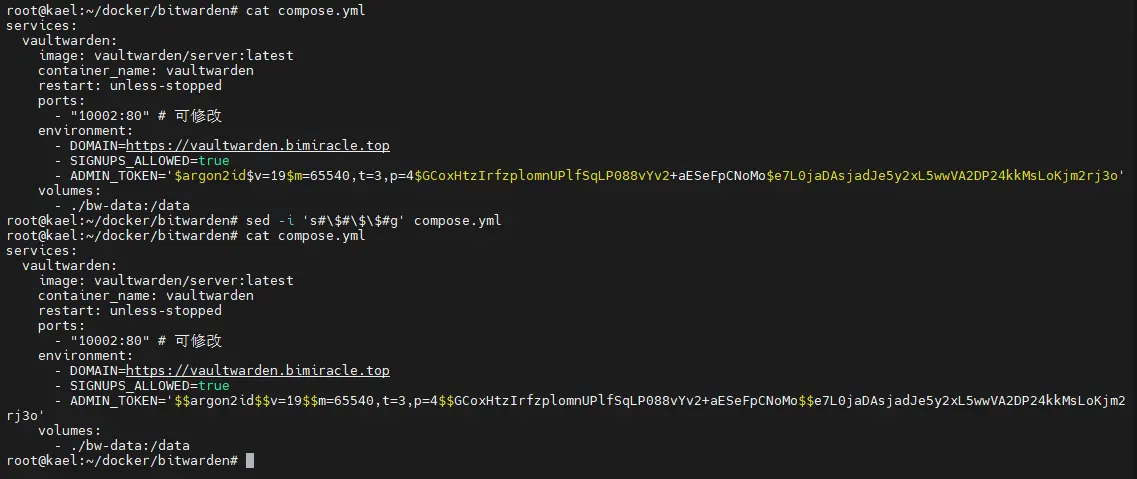 root@kael:~/docker/bitwarden# cat compose.yml
services:
  vaultwarden:
    image: vaultwarden/server:latest
    container_name: vaultwarden
    restart: unless-stopped
    ports:
      - "10002:80" # 可修改
    environment:
      - DOMAIN=https://vaultwarden.bimiracle.top
      - SIGNUPS_ALLOWED=true
      - ADMIN_TOKEN='$argon2id$v=19$m=65540,t=3,p=4$GCoxHtzIrfzplomnUPlfSqLP088vYv2+aESeFpCNoMo$e7L0jaDAsjadJe5y2xL5wwVA2DP24kkMsLoKjm2rj3o'
    volumes:
      - ./bw-data:/data
root@kael:~/docker/bitwarden# sed -i 's#\$#\$\$#g' compose.yml
root@kael:~/docker/bitwarden# cat compose.yml
services:
  vaultwarden:
    image: vaultwarden/server:latest
    container_name: vaultwarden
    restart: unless-stopped
    ports:
      - "10002:80" # 可修改
    environment:
      - DOMAIN=https://vaultwarden.bimiracle.top
      - SIGNUPS_ALLOWED=true
      - ADMIN_TOKEN='$$argon2id$$v=19$$m=65540,t=3,p=4$$GCoxHtzIrfzplomnUPlfSqLP088vYv2+aESeFpCNoMo$$e7L0jaDAsjadJe5y2xL5wwVA2DP24kkMsLoKjm2
rj3o'
    volumes:
      - ./bw-data:/data
root@kael:~/docker/bitwarden#